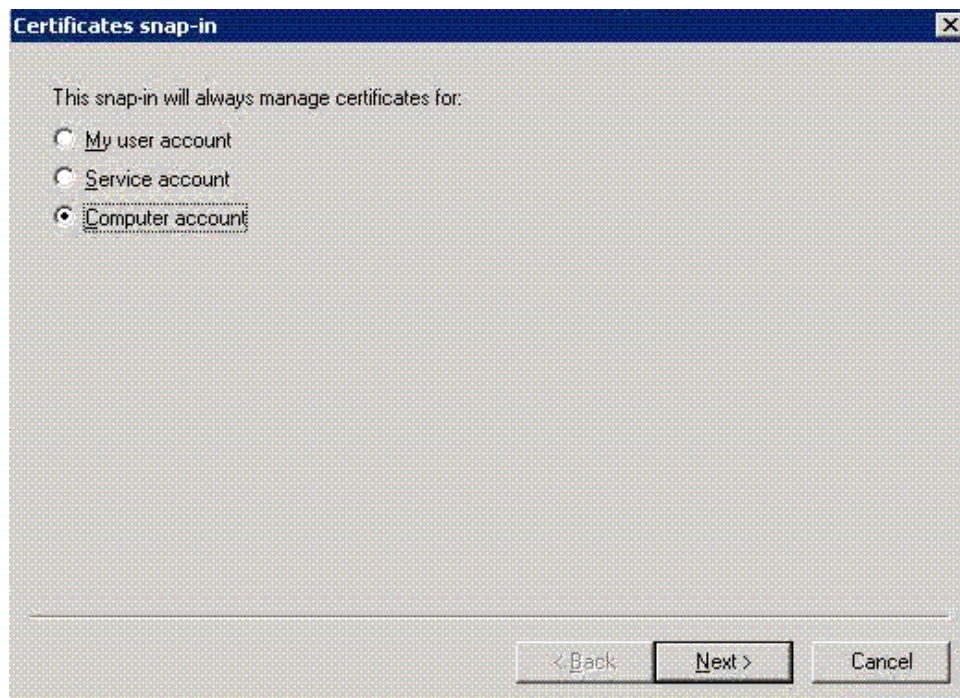 Certificates snap-in
This snap-in will always manage certificates for:
My user account
Service account
Computer account
< Back
Next >
Cancel